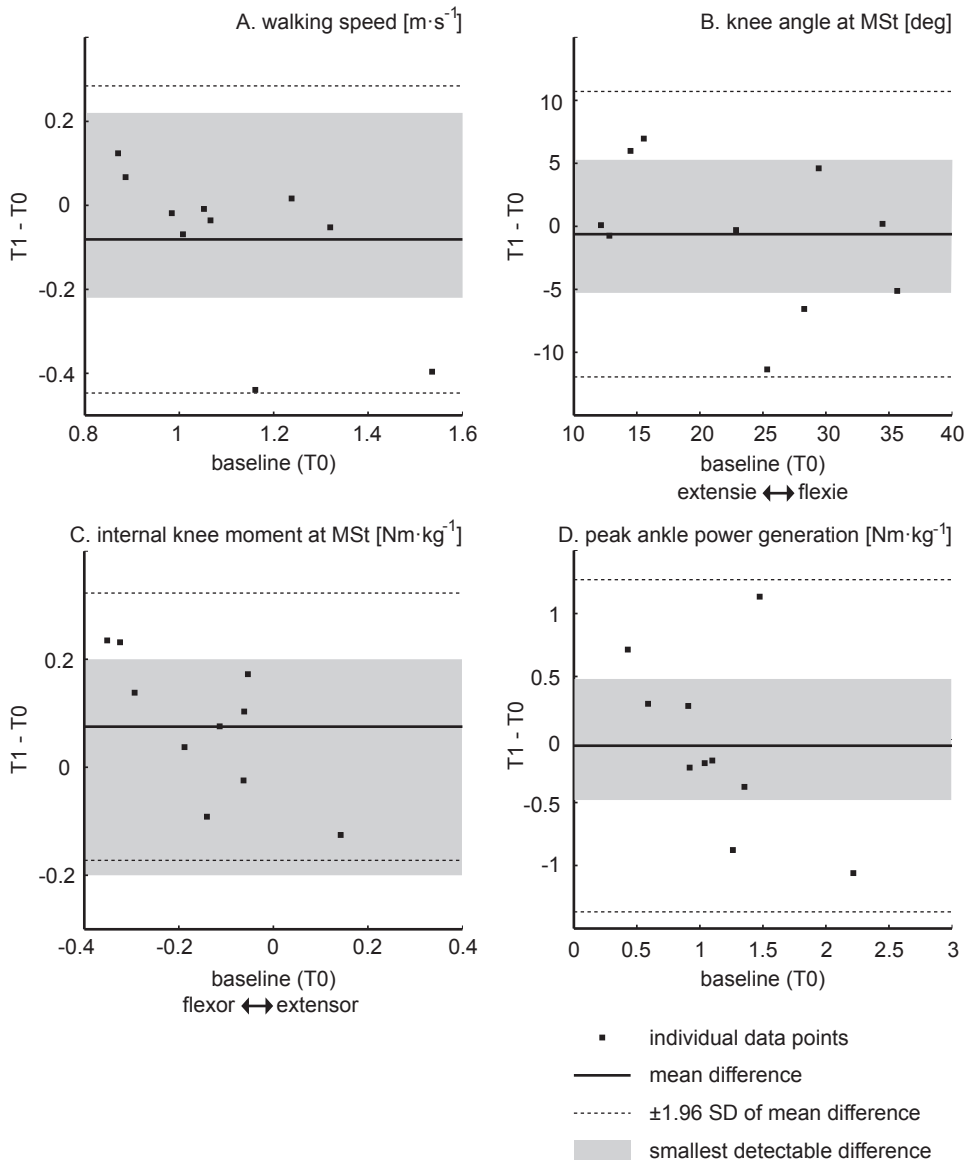 A. walking speed [m·s⁻¹]
0.2
0
-0.2
-0.4
T1 - T0
0.8
1
1.2
1.4
1.6
baseline (T0)
B. knee angle at MSt [deg]
10
5
0
-5
-10
T1 - T0
10
15
20
25
30
35
40
baseline (T0)
extensie ↔ flexie
C. internal knee moment at MSt [Nm·kg⁻¹]
0.2
0
-0.2
T1 - T0
-0.4
-0.2
0
0.2
0.4
baseline (T0)
flexor ↔ extensor
D. peak ankle power generation [Nm·kg⁻¹]
1
0.5
0
-0.5
-1
T1 - T0
0
0.5
1
1.5
2
2.5
3
baseline (T0)
individual data points
mean difference
±1.96 SD of mean difference
smallest detectable difference